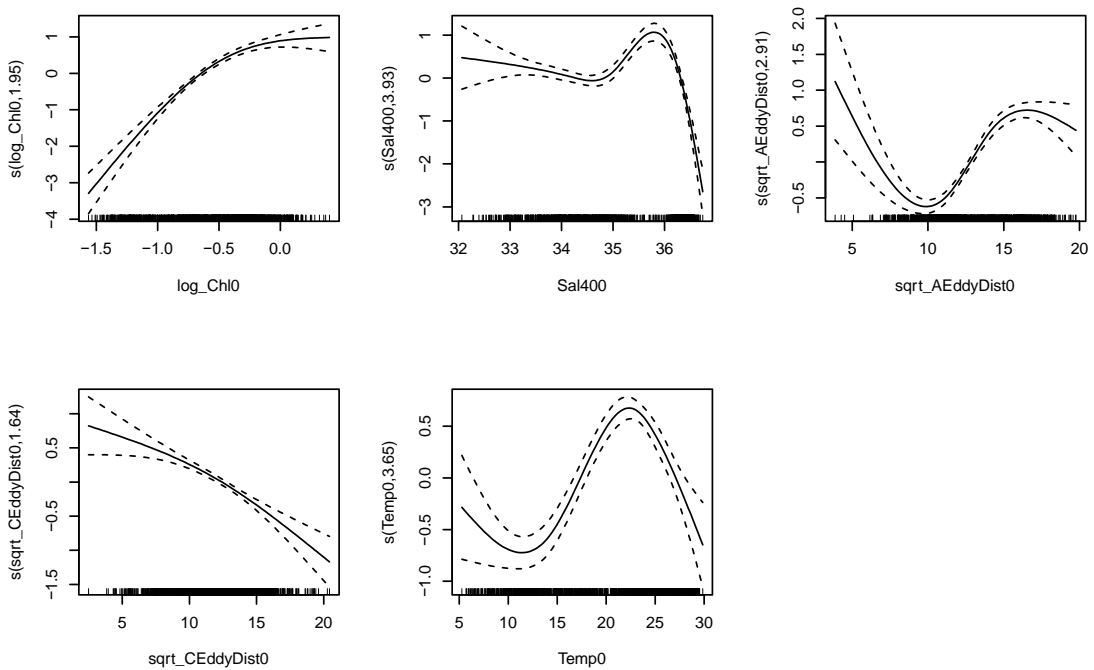 s(log_Chl0,1.95)
1
0
−1
−2
−3
−4
−1.5 −1.0 −0.5 0.0
log_Chl0
s(Sal400,3.93)
1
0
−1
−2
−3
32 33 34 35 36
Sal400
s(sqrt_AEddyDist0,2.91)
2.0
1.5
1.0
0.5
−0.5
5 10 15 20
sqrt_AEddyDist0
s(sqrt_CEddyDist0,1.64)
0.5
−0.5
−1.5
5 10 15 20
sqrt_CEddyDist0
s(Temp0,3.65)
0.5
0.0
−0.5
−1.0
5 10 15 20 25 30
Temp0